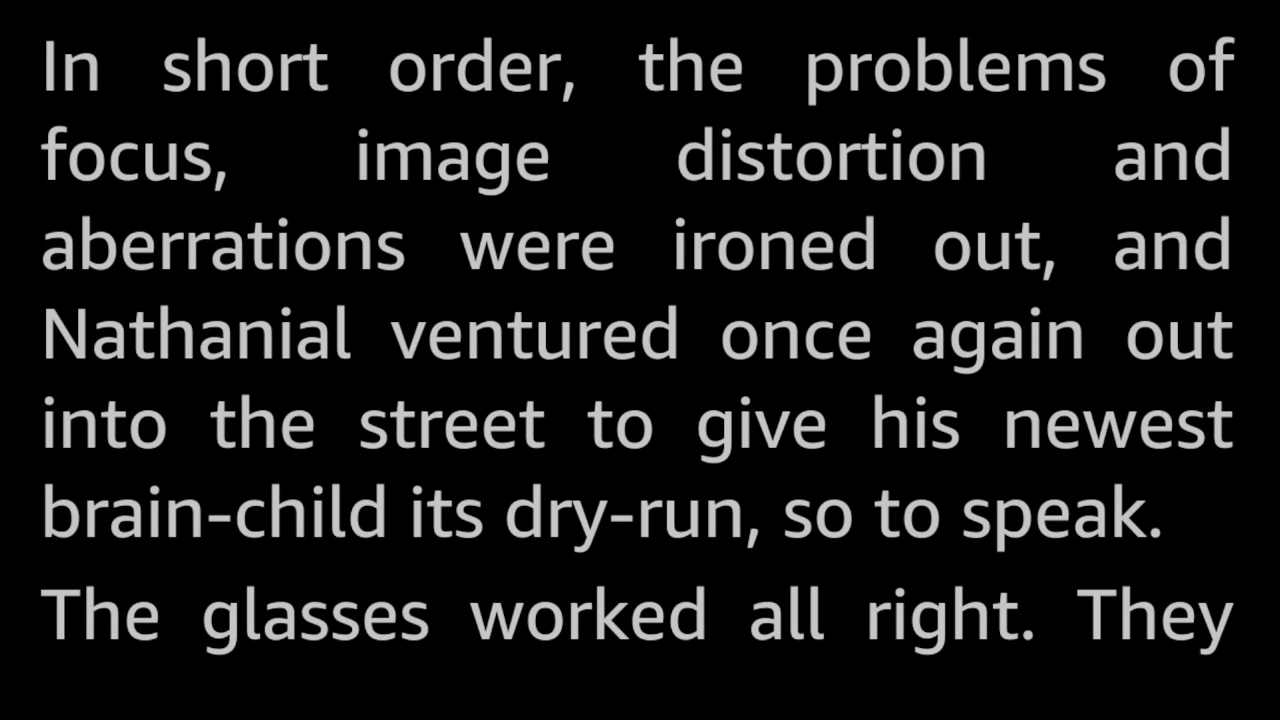 In short order, the problems of
focus, image distortion and
aberrations were ironed out, and
Nathanial ventured once again out
into the street to give his newest
brain-child its dry-run, so to speak.
The glasses worked all right. They